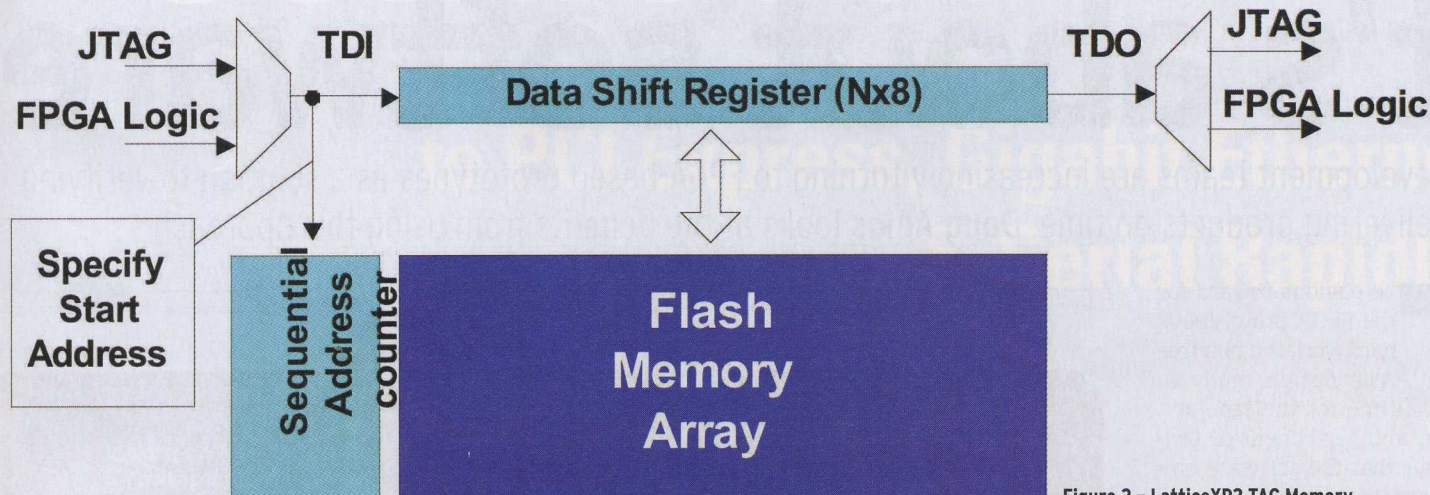 JTAG
FPGA Logic
TDI
Data Shift Register (Nx8)
TDO
JTAG
FPGA Logic
Specify
Start
Address
Sequential
Address
counter
Flash
Memory
Array
Figure 2 – LatticeXP2 TAG Memory